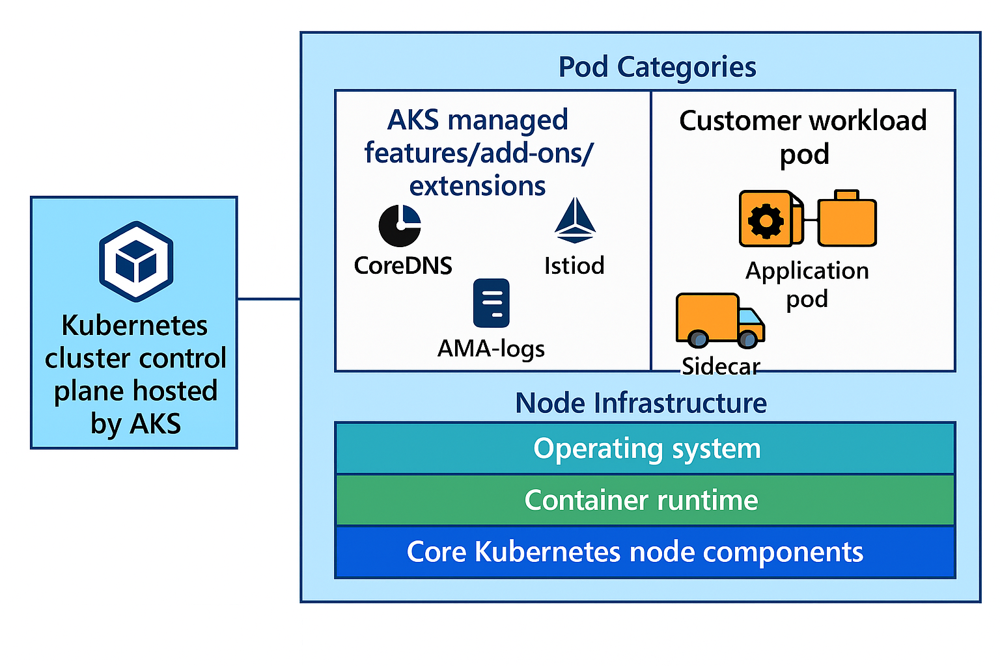 Kubernetes
cluster control
plane hosted
by AKS
Pod Categories
AKS managed
features/add-ons/
extensions
CoreDNS
Istiod
AMA-logs
Customer workload
pod
Application
pod
Sidecar
Node Infrastructure
Operating system
Container runtime
Core Kubernetes node components